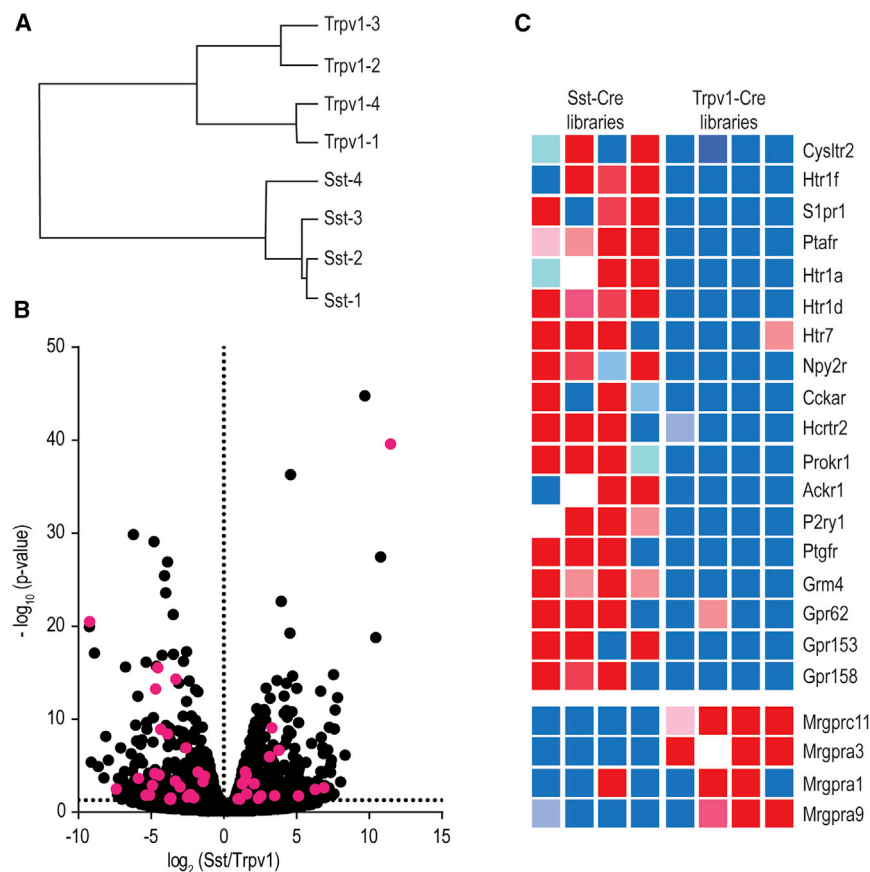 A
Trpv1-3
Trpv1-2
Trpv1-4
Trpv1-1
Sst-4
Sst-3
Sst-2
Sst-1
B
50
40
30
20
10
0
- log10 (p-value)
-10
-5
0
5
10
15
log2 (Sst/Trpv1)
C
Sst-Cre
libraries
Trpv1-Cre
libraries
Cysltr2
Htr1f
S1pr1
Ptafr
Htr1a
Htr1d
Htr7
Npy2r
Cckar
Hcrtr2
Prokr1
Ackr1
P2ry1
Ptgfr
Grm4
Gpr62
Gpr153
Gpr158
Mrgprc11
Mrgpra3
Mrgpra1
Mrgpra9